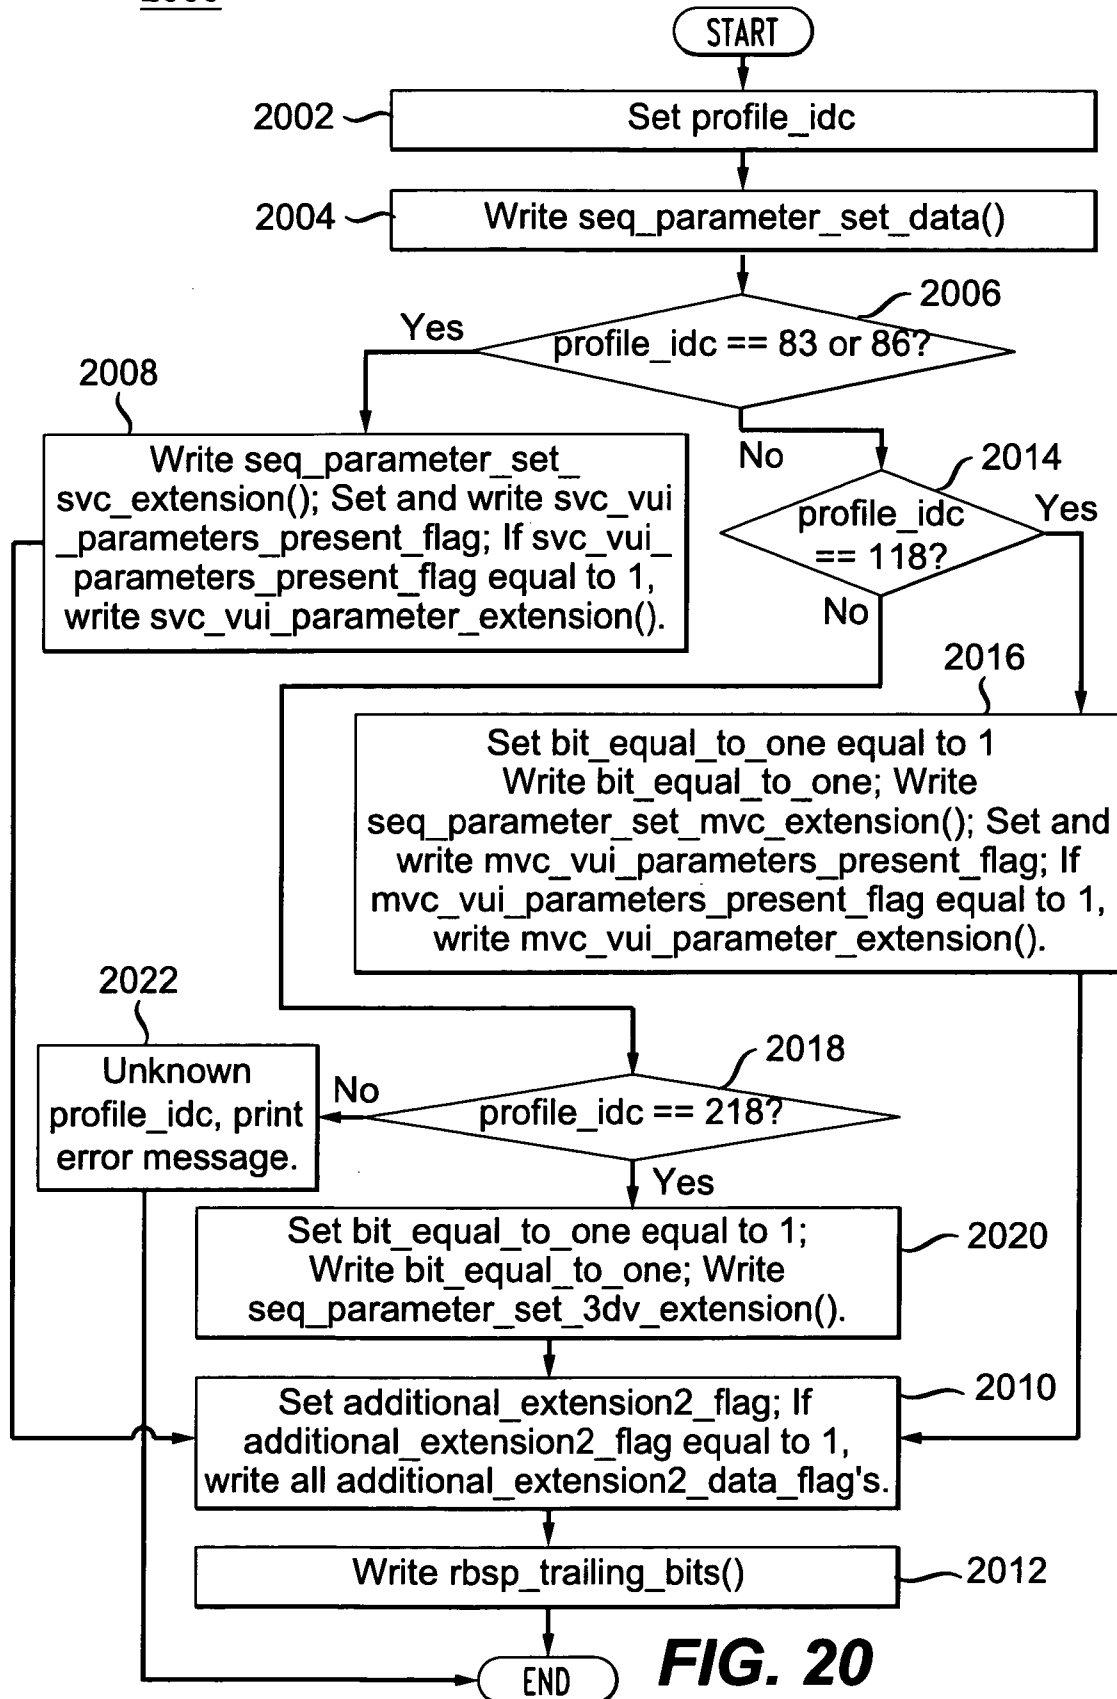 START
2002
Set profile_idc
2004
Write seq_parameter_set_data()
2006
Yes
profile_idc == 83 or 86?
2008
No
Write seq_parameter_set_
svc_extension(); Set and write svc_vui
_parameters_present_flag; If svc_vui_
parameters_present_flag equal to 1,
write svc_vui_parameter_extension().
2014
profile_idc
== 118?
Yes
No
2016
Set bit_equal_to_one equal to 1
Write bit_equal_to_one; Write
seq_parameter_set_mvc_extension(); Set and
write mvc_vui_parameters_present_flag; If
mvc_vui_parameters_present_flag equal to 1,
write mvc_vui_parameter_extension().
2022
Unknown
profile_idc, print
error message.
No
2018
profile_idc == 218?
Yes
Set bit_equal_to_one equal to 1;
Write bit_equal_to_one; Write
seq_parameter_set_3dv_extension().
2020
Set additional_extension2_flag; If
additional_extension2_flag equal to 1,
write all additional_extension2_data_flag's.
2010
Write rbsp_trailing_bits()
2012
END
FIG. 20